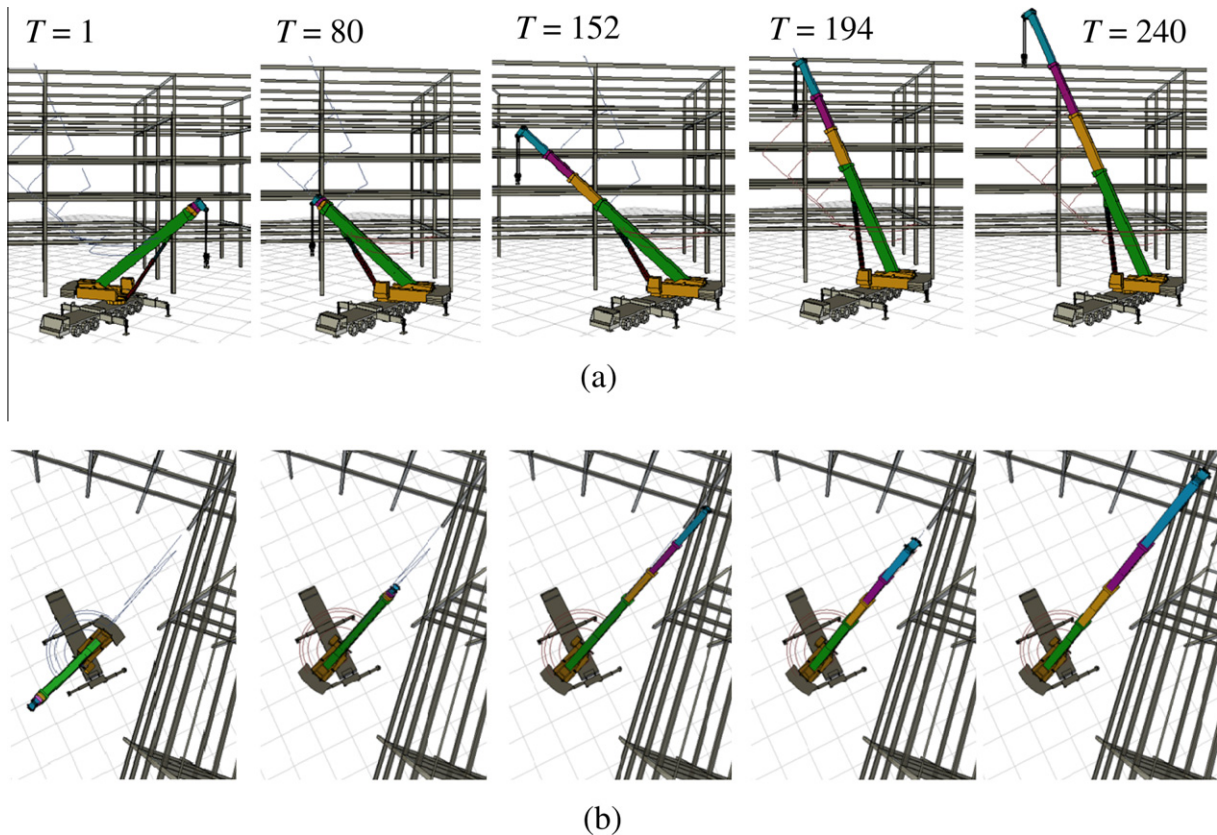 T = 1
T = 80
T = 152
T = 194
T = 240
(a)
(b)